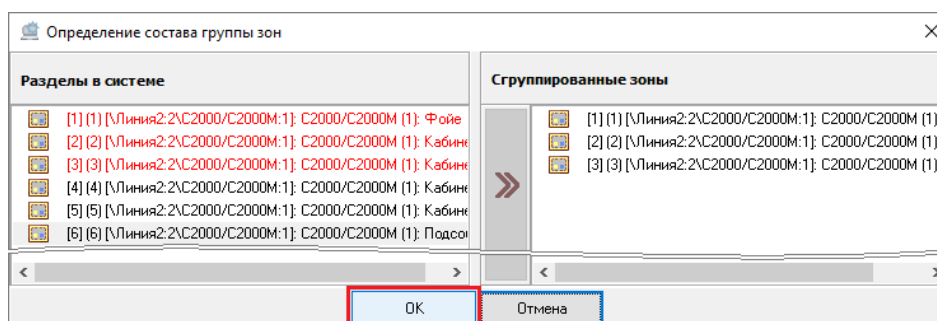 Определение состава группы зон
Разделы в системе
[1] (1) [\Линия2:2\С2000/С2000М:1]: С2000/С2000М (1): Фойе
[2] (2) [\Линия2:2\С2000/С2000М:1]: С2000/С2000М (1): Кабине
[3] (3) [\Линия2:2\С2000/С2000М:1]: С2000/С2000М (1): Кабине
[4] (4) [\Линия2:2\С2000/С2000М:1]: С2000/С2000М (1): Кабине
[5] (5) [\Линия2:2\С2000/С2000М:1]: С2000/С2000М (1): Кабине
[6] (6) [\Линия2:2\С2000/С2000М:1]: С2000/С2000М (1): Подсо
Сгруппированные зоны
[1] (1) [\Линия2:2\С2000/С2000М:1]: С2000/С2000М (1)
[2] (2) [\Линия2:2\С2000/С2000М:1]: С2000/С2000М (1)
[3] (3) [\Линия2:2\С2000/С2000М:1]: С2000/С2000М (1)
OK
Отмена